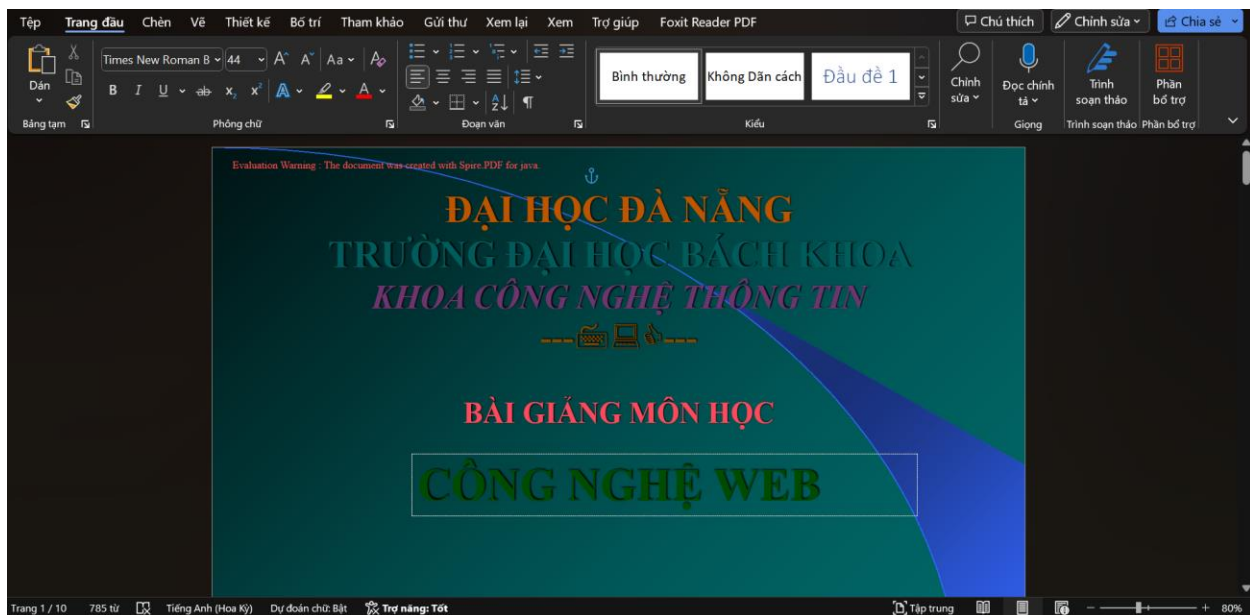 Tệp Trang đầu Chèn Vẽ Thiết kế Bố trí Tham khảo Gửi thư Xem lại Xem Trợ giúp Foxit Reader PDF Chú thích Chỉnh sửa Chia sẻ
Times New Roman B 44 A A Aa A
Dán B I U ab x₂ x² A A
Bình thường Không Dãn cách Đầu đề 1
Chỉnh sửa Đọc chính tả Trình soạn thảo Phần bổ trợ
Bảng tạm Phông chữ Đoạn văn Kiểu Giọng Trình soạn thảo Phần bổ trợ
Evaluation Warning : The document was created with Spire.PDF for java.
ĐẠI HỌC ĐÀ NẴNG
TRƯỜNG ĐẠI HỌC BÁCH KHOA
KHOA CÔNG NGHỆ THÔNG TIN
BÀI GIẢNG MÔN HỌC
CÔNG NGHỆ WEB
Trang 1 / 10 785 từ Tiếng Anh (Hoa Kỳ) Dự đoán chữ: Bật Trợ năng: Tốt Tập trung 80%